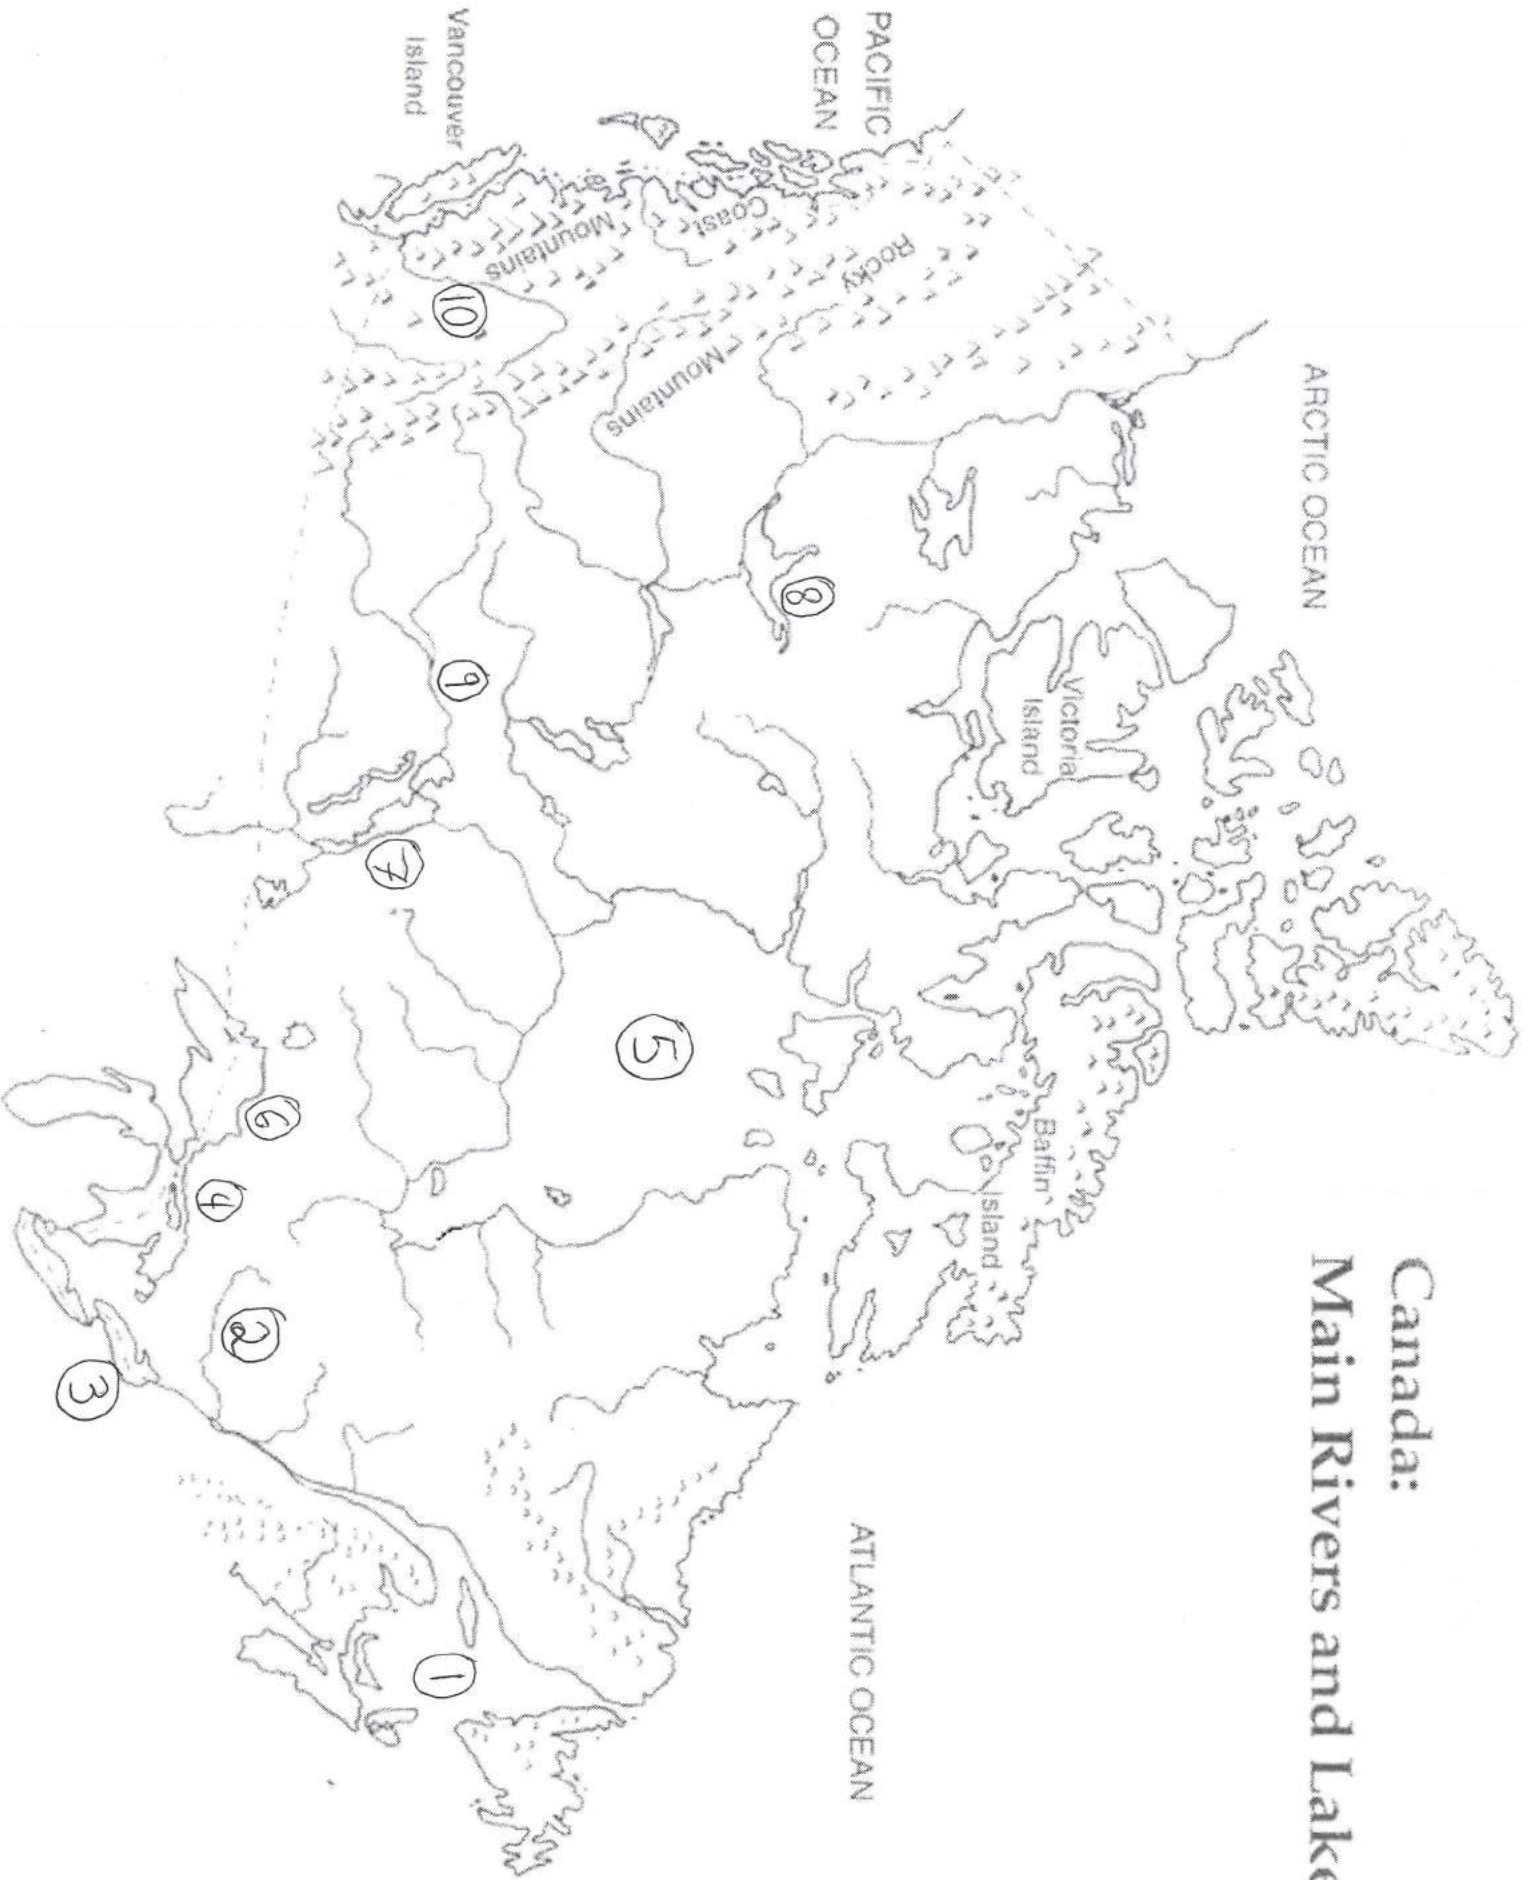 Canada:
Main Rivers and Lake
ARCTIC OCEAN
PACIFIC
OCEAN
Victoria
Island
Baffin
Island
Rocky
Mountains
Coast
Mountains
ATLANTIC OCEAN
Vancouver
Island
8
5
10
9
7
1
6
4
2
3